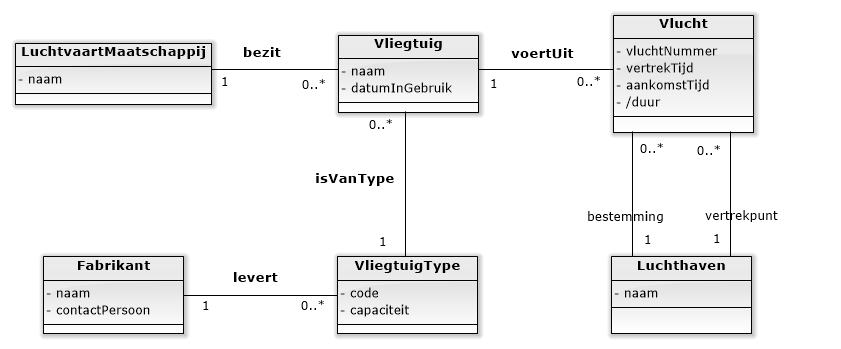 LuchtvaartMaatschappij
- naam
bezit
1
0..*
Vliegtuig
- naam
- datumInGebruik
voertUit
1
0..*
Vlucht
- vluchtNummer
- vertrekTijd
- aankomstTijd
- /duur
0..*
isVanType
1
0..*
0..*
bestemming
vertrekpunt
1
1
Fabrikant
- naam
- contactPersoon
levert
1
0..*
VliegtuigType
- code
- capaciteit
Luchthaven
- naam